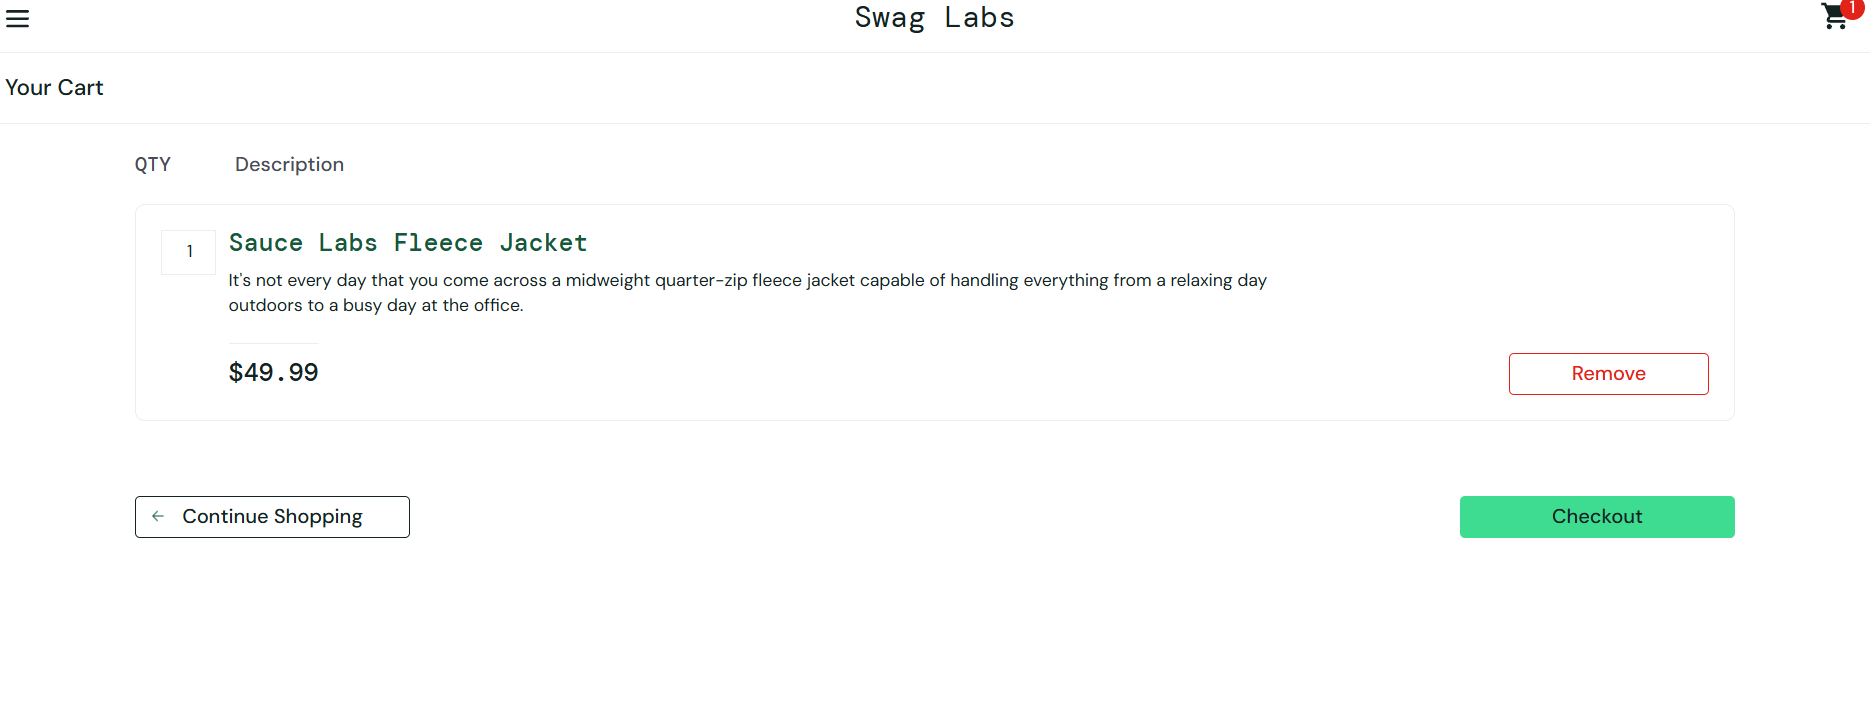 Swag Labs
1
Your Cart
QTY Description
1
Sauce Labs Fleece Jacket
It's not every day that you come across a midweight quarter-zip fleece jacket capable of handling everything from a relaxing day
outdoors to a busy day at the office.
$49.99
Remove
Continue Shopping
Checkout